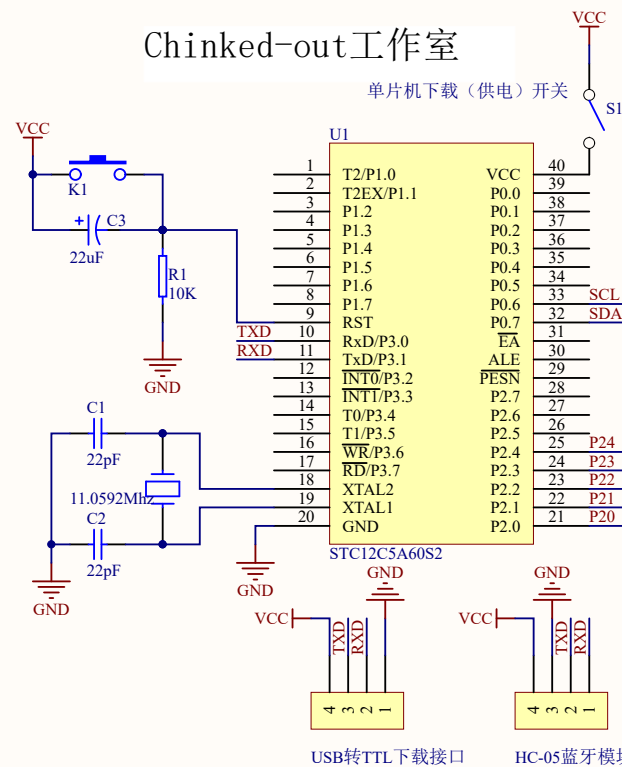 Chinked-out工作室
VCC
单片机下载（供电）开关
S1
VCC
K1
C3
22uF
R1
10K
GND
U1
1 T2/P1.0 VCC 40
2 T2EX/P1.1 P0.0 39
3 P1.2 P0.1 38
4 P1.3 P0.2 37
5 P1.4 P0.3 36
6 P1.5 P0.4 35
7 P1.6 P0.5 34
8 P1.7 P0.6 33 SCL
9 RST P0.7 32 SDA
TXD 10 RxD/P3.0 EA 31
RXD 11 TxD/P3.1 ALE 30
12 INT0/P3.2 PESN 29
13 INT1/P3.3 P2.7 28
14 T0/P3.4 P2.6 27
15 T1/P3.5 P2.5 26
16 WR/P3.6 P2.4 25 P24
17 RD/P3.7 P2.3 24 P23
18 XTAL2 P2.2 23 P22
19 XTAL1 P2.1 22 P21
20 GND P2.0 21 P20
STC12C5A60S2
C1
22pF
11.0592Mhz
C2
22pF
GND
GND
VCC TXD RXD GND
4 3 2 1
USB转TTL下载接口
VCC GND TXD RXD
4 3 2 1
HC-05蓝牙模